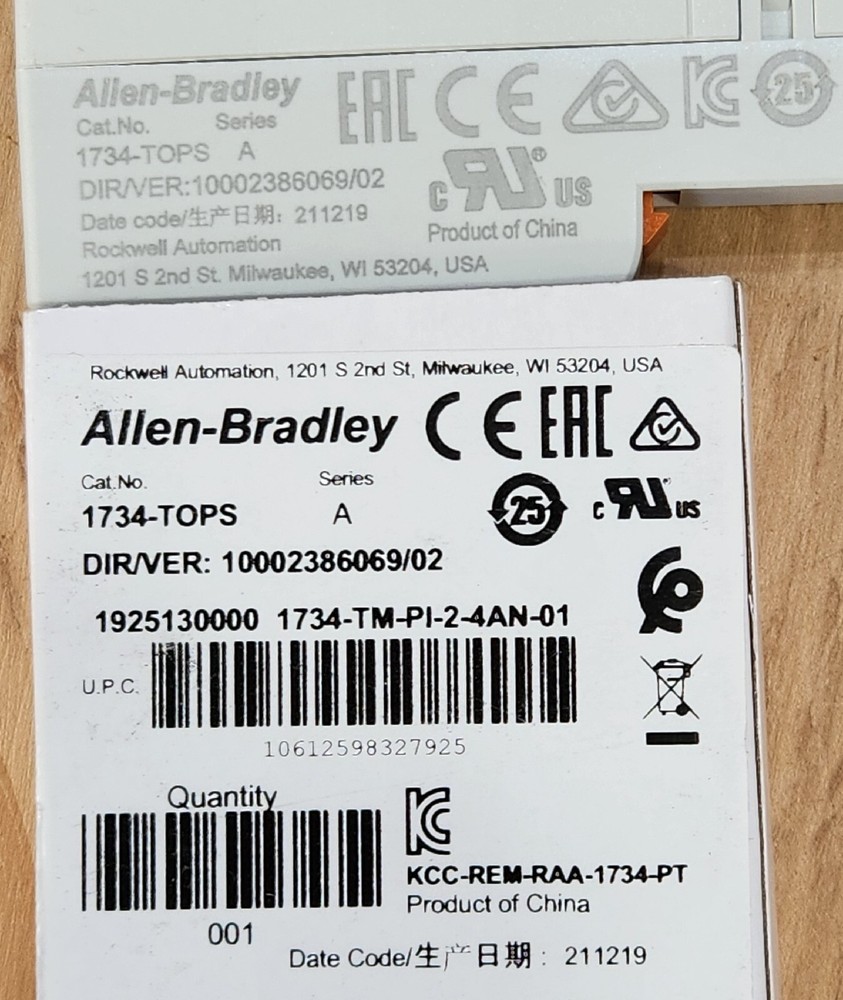 Allen-Bradley EAC CE KC 25
Cat.No. Series
1734-TOPS A
DIR/VER:10002386069/02 c RU® US
Date code/生产日期: 211219 Product of China
Rockwell Automation
1201 S 2nd St. Milwaukee, WI 53204, USA
Rockwell Automation, 1201 S 2nd St, Milwaukee, WI 53204, USA
Allen-Bradley CE EAC
Cat.No. Series
1734-TOPS A 25 c RU US
DIR/VER: 10002386069/02
1925130000 1734-TM-PI-2-4AN-01
U.P.C.
10612598327925
Quantity
KC
KCC-REM-RAA-1734-PT
Product of China
001
Date Code/生产日期: 211219